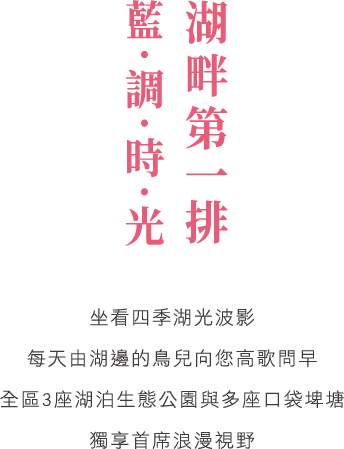 湖畔第一排
藍·調·時·光
坐看四季湖光波影
每天由湖邊的鳥兒向您高歌問早
全區3座湖泊生態公園與多座口袋埤塘
獨享首席浪漫視野